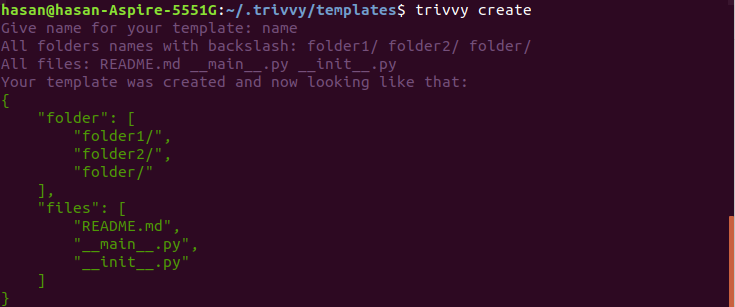 hasan@hasan-Aspire-5551G:~/.trivvy/templates$ trivvy create
Give name for your template: name
All folders names with backslash: folder1/ folder2/ folder/
All files: README.md __main__.py __init__.py
Your template was created and now looking like that:
{
    "folder": [
        "folder1/",
        "folder2/",
        "folder/"
    ],
    "files": [
        "README.md",
        "__main__.py",
        "__init__.py"
    ]
}